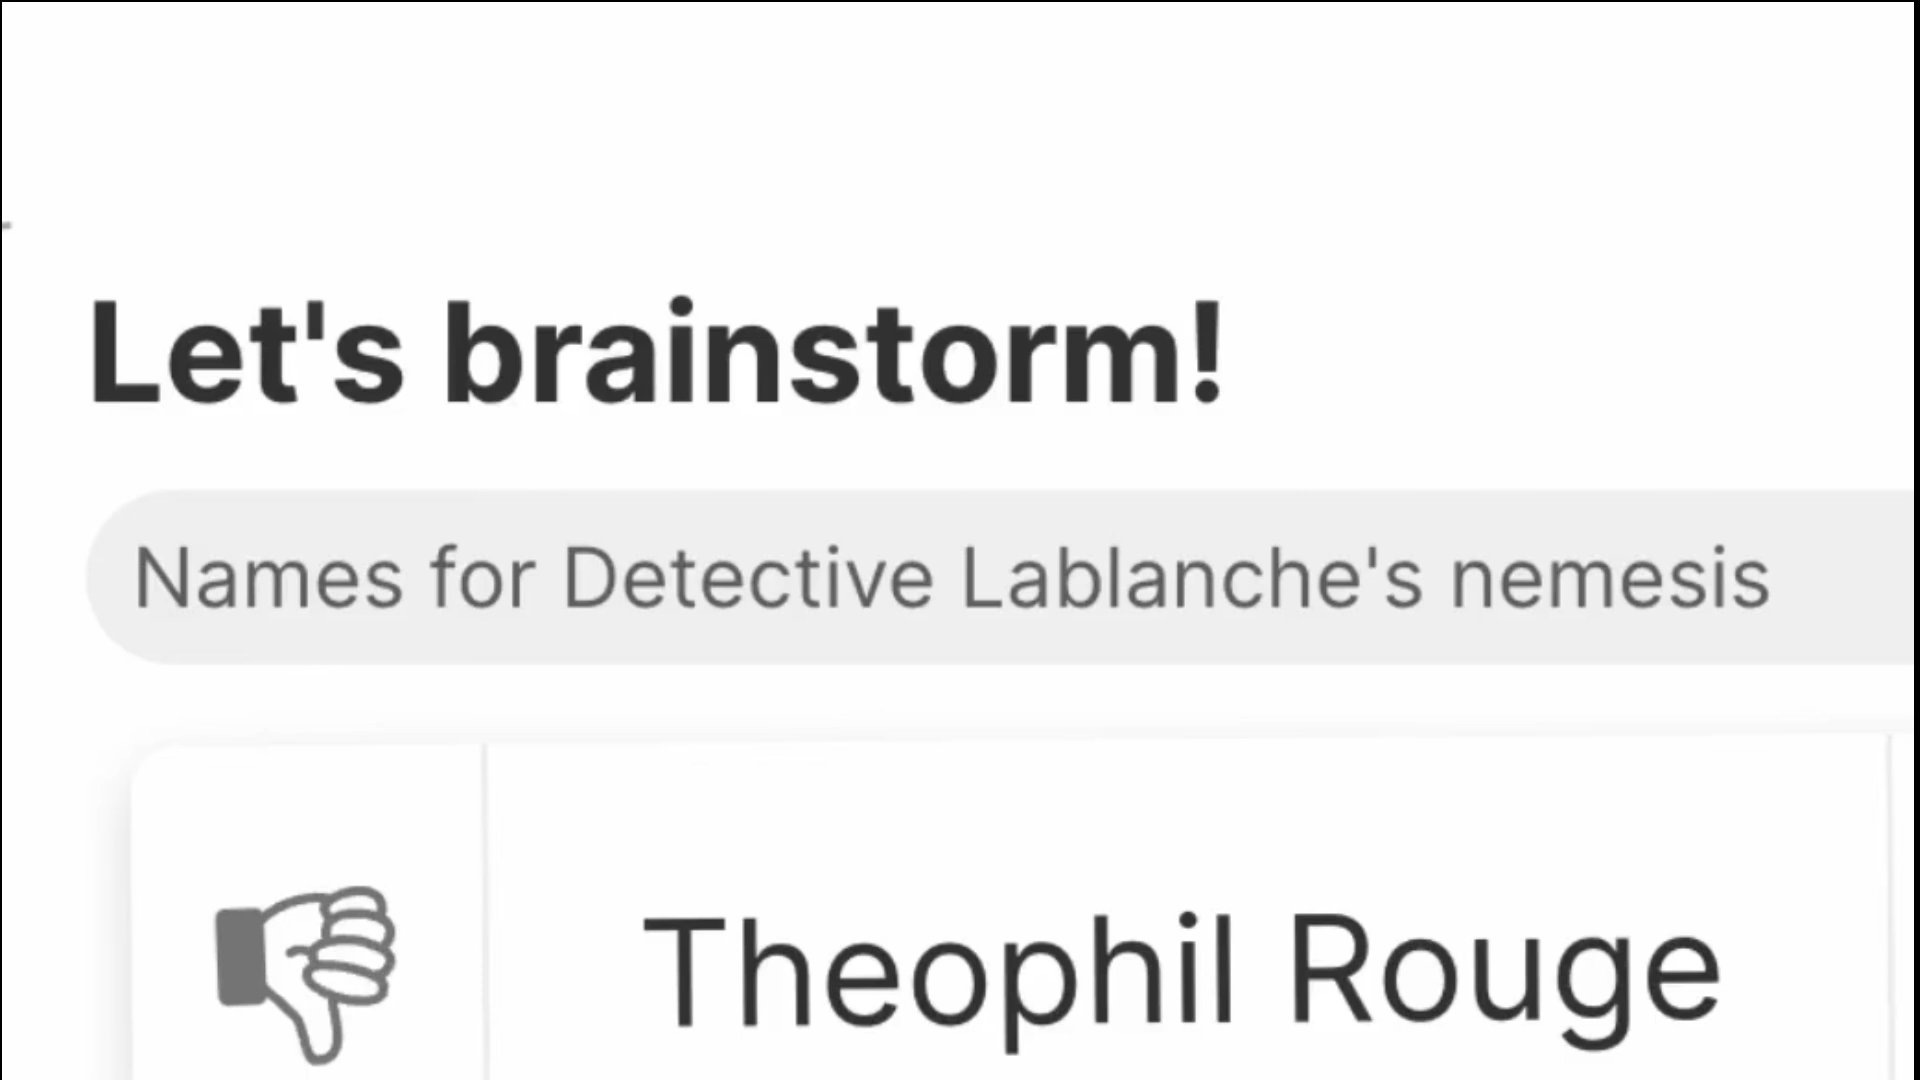 Let's brainstorm!
Names for Detective Lablanche's nemesis
Theophil Rouge